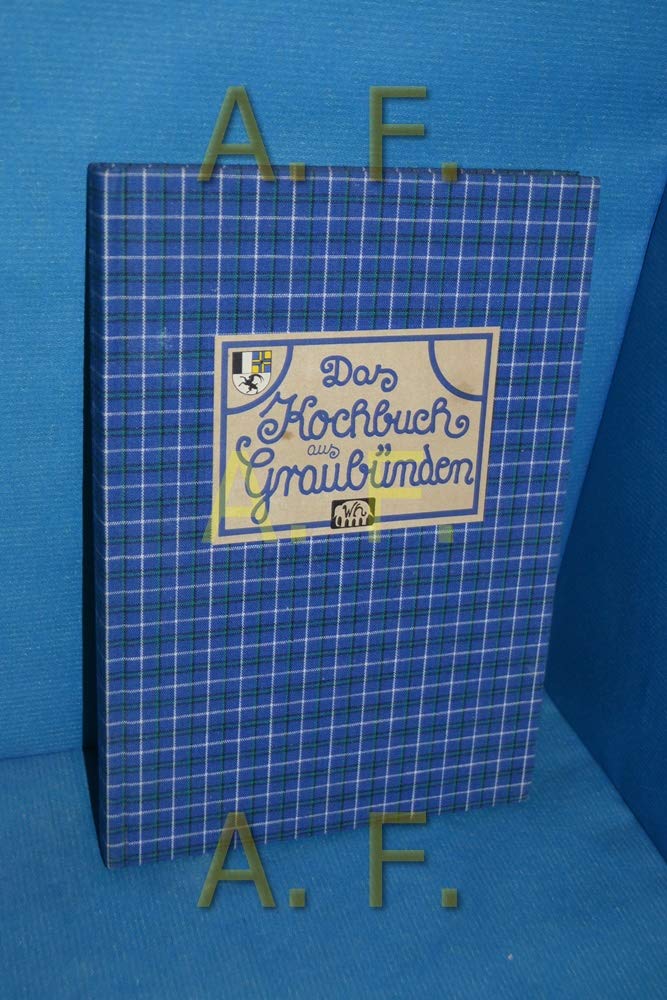 A. F.
Das
Kochbuch
aus
Graubünden
A. F.
A. F.